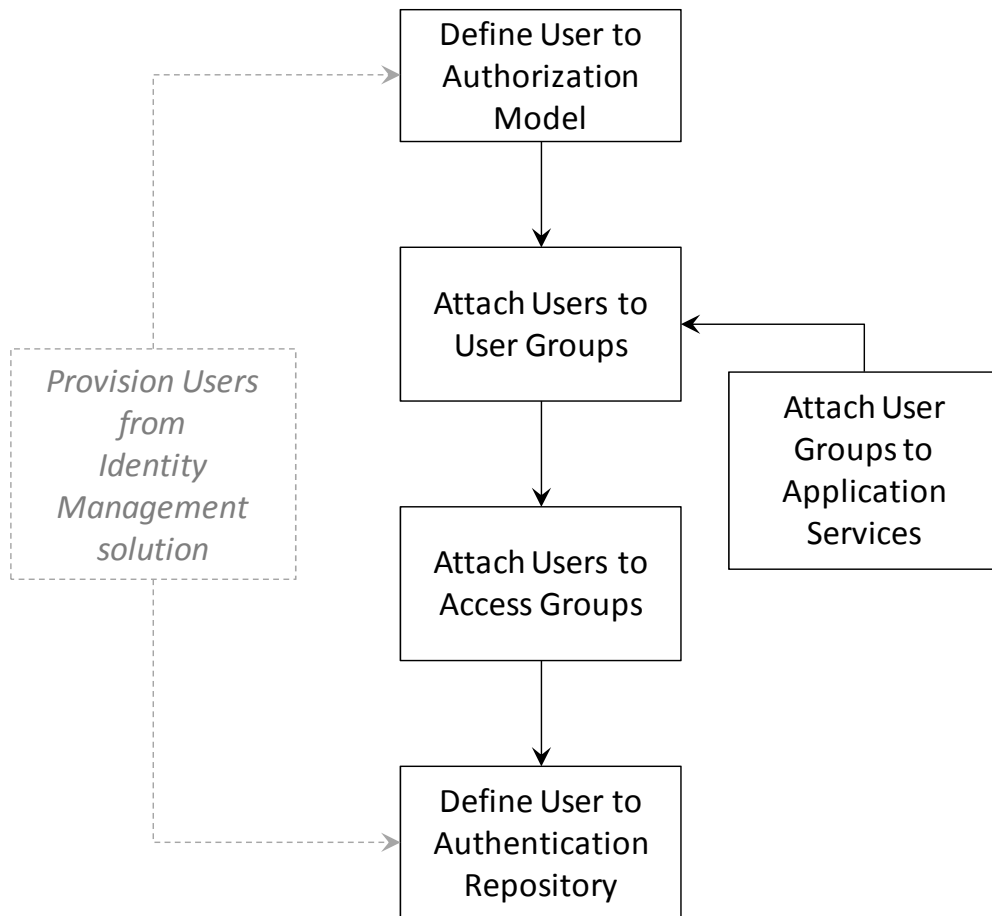 Define User to
Authorization
Model
Attach Users to
User Groups
Provision Users
from
Identity
Management
solution
Attach User
Groups to
Application
Services
Attach Users to
Access Groups
Define User to
Authentication
Repository